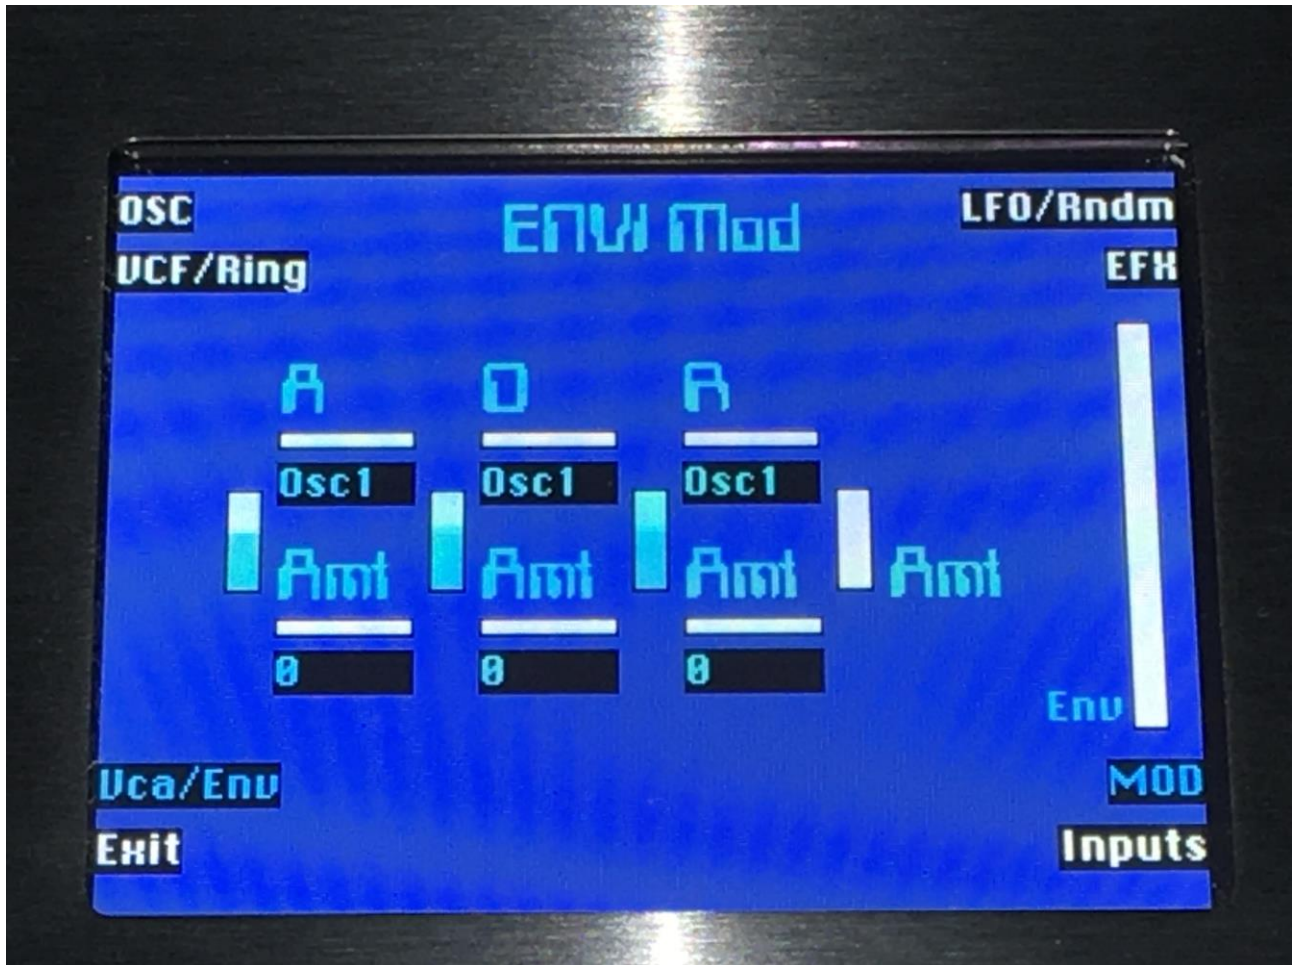 OSC
ENV Mod
LFO/Rndm
VCF/Ring
EFX
A D R
Osc1 Osc1 Osc1
Amt Amt Amt Amt
0 0 0
Env
Vca/Env
MOD
Exit
Inputs